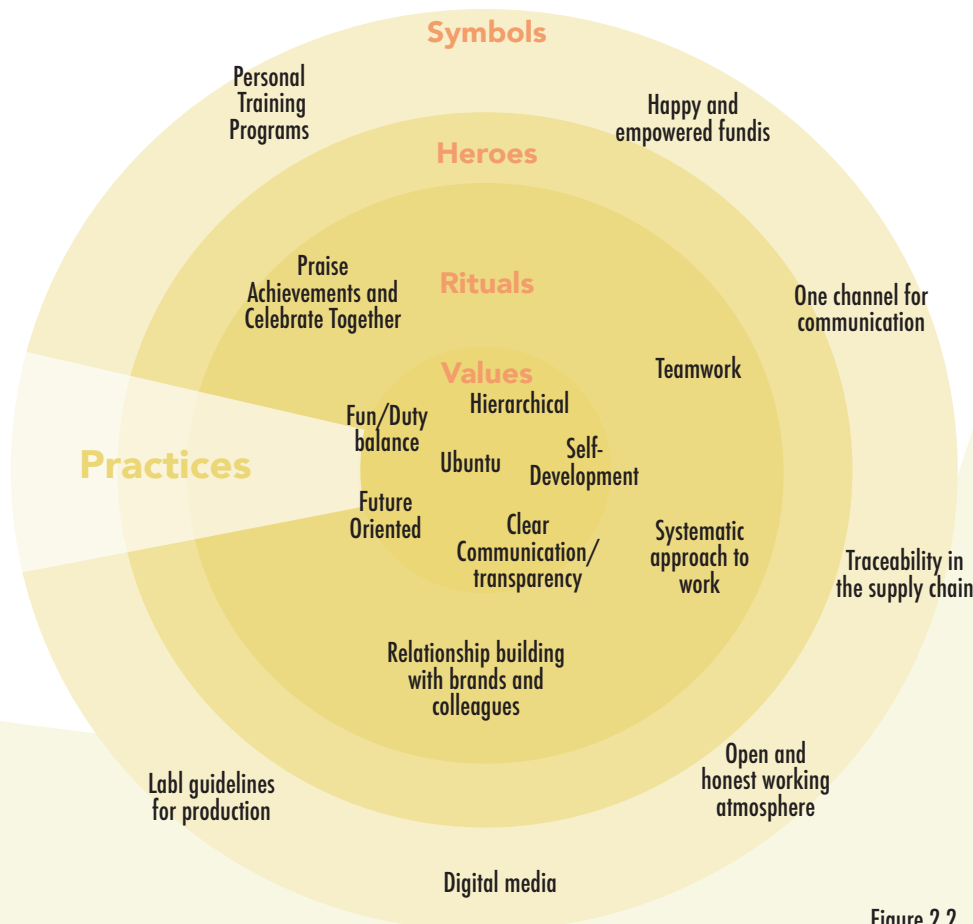 Symbols
Personal
Training
Programs
Happy and
empowered fundis
Heroes
Praise
Achievements and
Celebrate Together
Rituals
One channel for
communication
Values
Teamwork
Hierarchical
Fun/Duty
balance
Ubuntu
Self-
Development
Practices
Future
Oriented
Clear
Communication/
transparency
Systematic
approach to
work
Traceability in
the supply chain
Relationship building
with brands and
colleagues
Open and
honest working
atmosphere
Labl guidelines
for production
Digital media
Figure 2.2